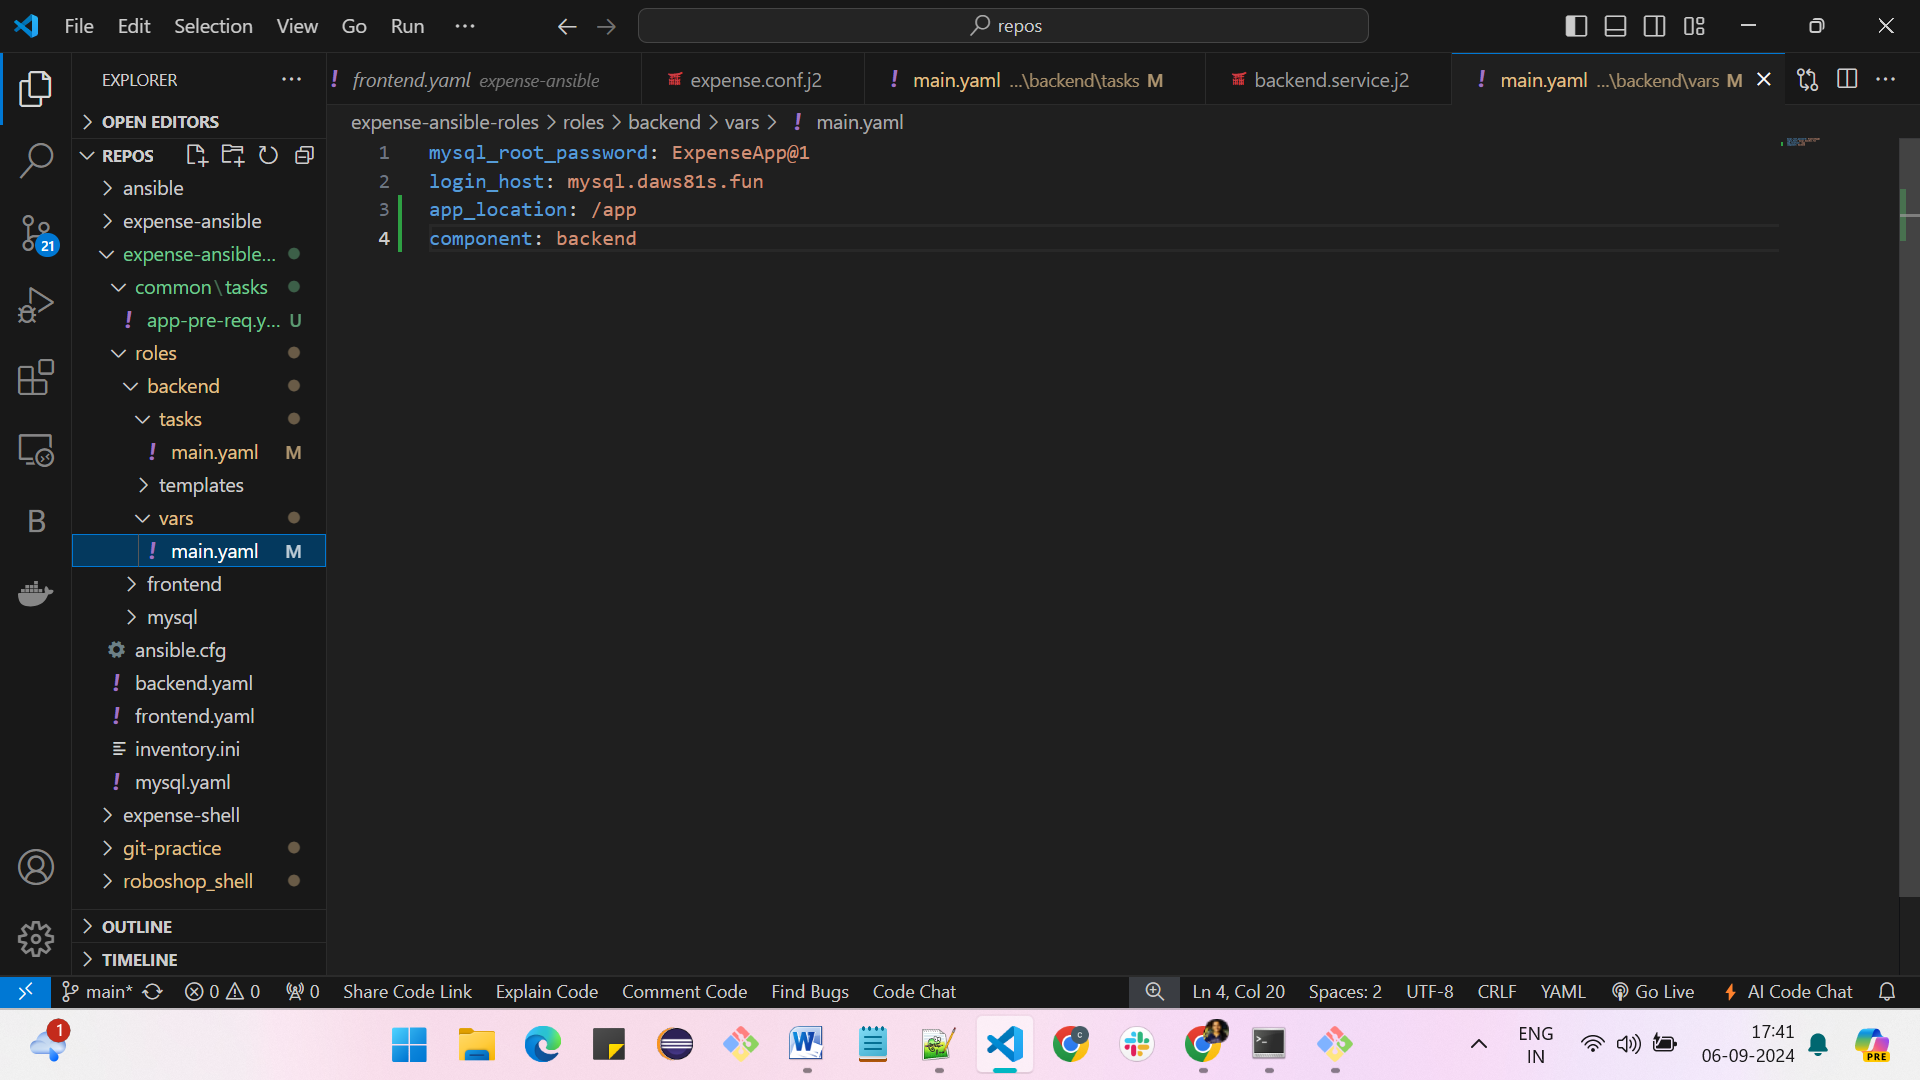 File Edit Selection View Go Run ···
repos
EXPLORER
frontend.yaml expense-ansible
expense.conf.j2
main.yaml ...\backend\tasks M
backend.service.j2
main.yaml ...\backend\vars M
OPEN EDITORS
REPOS
ansible
expense-ansible
expense-ansible...
common\tasks
app-pre-req.y... U
roles
backend
tasks
main.yaml M
templates
vars
main.yaml M
frontend
mysql
ansible.cfg
backend.yaml
frontend.yaml
inventory.ini
mysql.yaml
expense-shell
git-practice
roboshop_shell
OUTLINE
TIMELINE
21
B
expense-ansible-roles > roles > backend > vars > ! main.yaml
1 mysql_root_password: ExpenseApp@1
2 login_host: mysql.daws81s.fun
3 app_location: /app
4 component: backend
main* 0 0 0 Share Code Link Explain Code Comment Code Find Bugs Code Chat
Ln 4, Col 20 Spaces: 2 UTF-8 CRLF YAML Go Live AI Code Chat
1
ENG
IN
17:41
06-09-2024
PRE